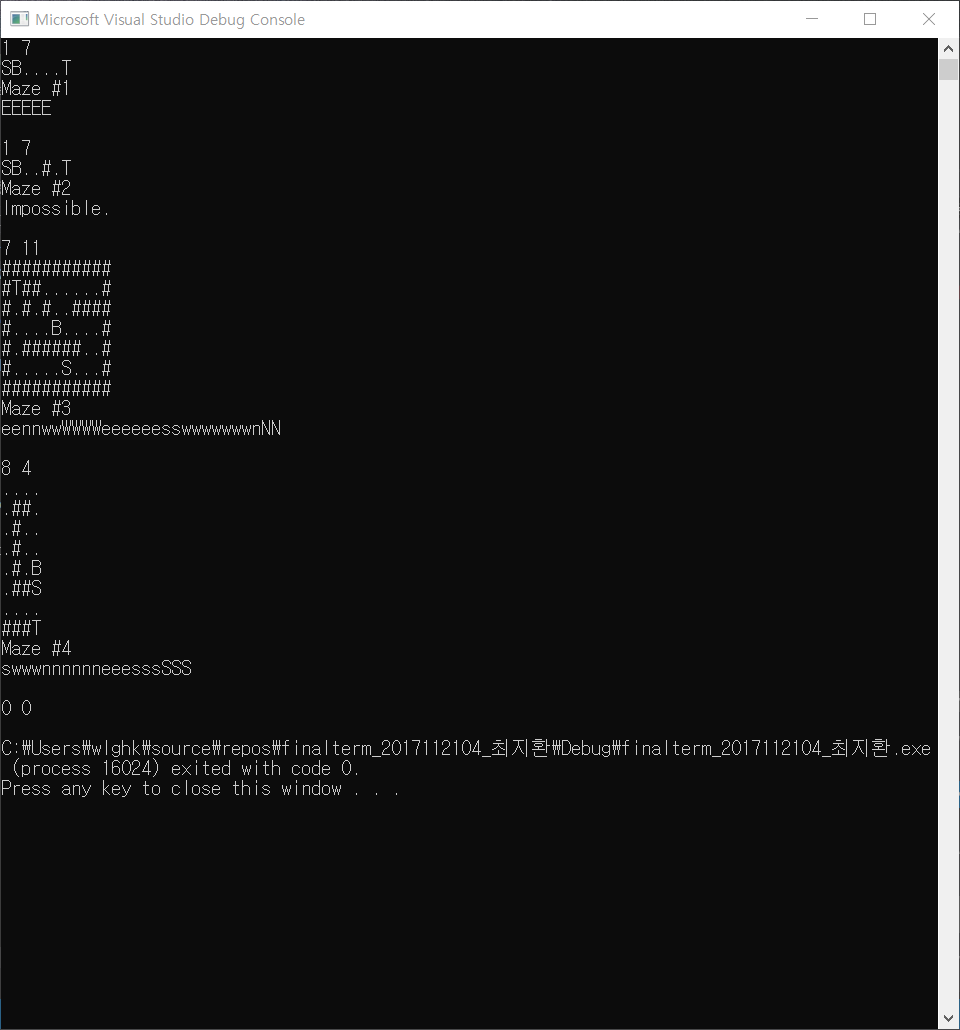 Microsoft Visual Studio Debug Console
1 7
SB....T
Maze #1
EEEEE
1 7
SB..#.T
Maze #2
Impossible.
7 11
###########
#T##......#
#.#.#..####
#....B....#
#.######..#
#.....S...#
###########
Maze #3
eennwwWWWWeeeeeesswwwwwwwnNN
8 4
....
.##.
.#..
.#..
.#.B
.##S
....
###T
Maze #4
swwwnnnnnneeesssSSS
0 0
C:₩Users₩wlghk₩source₩repos₩finalterm_2017112104_최지환₩Debug₩finalterm_2017112104_최지환.exe
(process 16024) exited with code 0.
Press any key to close this window . . .